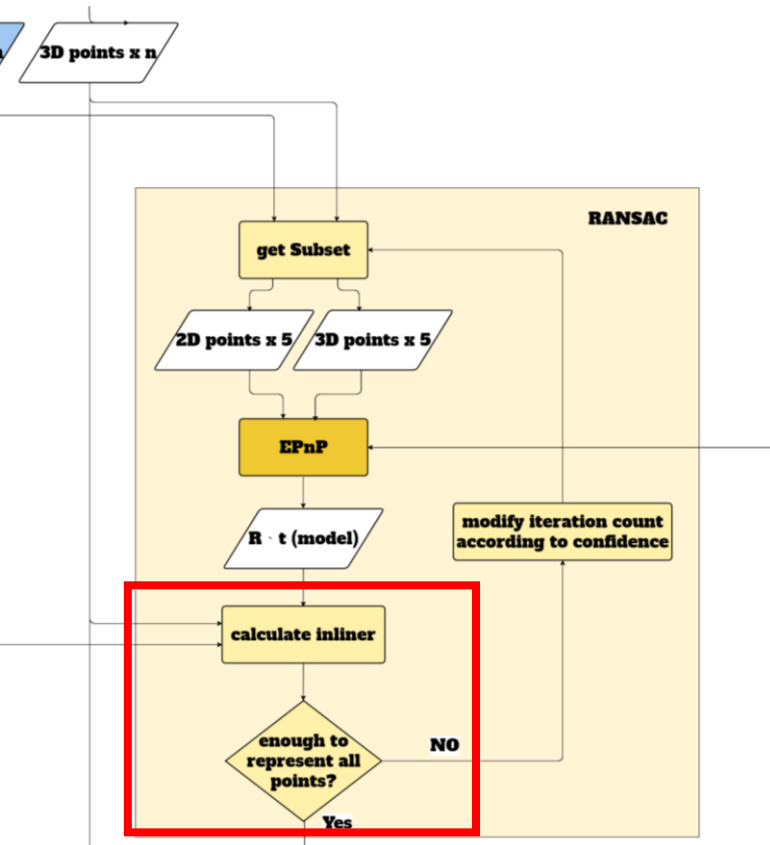 3D points x n
RANSAC
get Subset
2D points x 5
3D points x 5
EPnP
R、t (model)
modify iteration count
according to confidence
calculate inliner
enough to
represent all
points?
NO
Yes